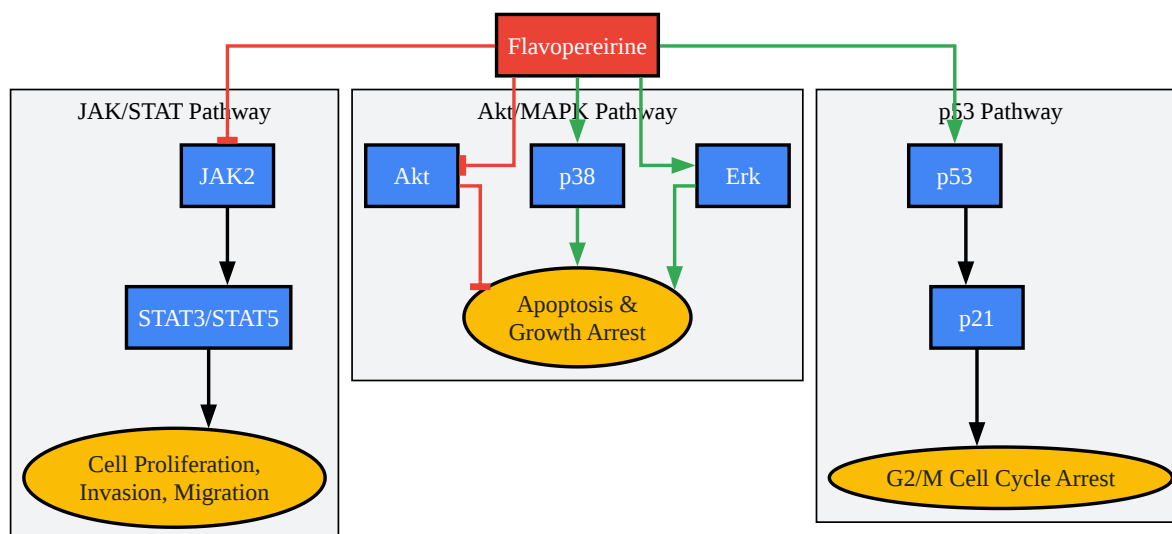 Flavopereirine
JAK/STAT Pathway
Akt/MAPK Pathway
p53 Pathway
JAK2
Akt
p38
Erk
p53
STAT3/STAT5
Apoptosis &
Growth Arrest
p21
Cell Proliferation,
Invasion, Migration
G2/M Cell Cycle Arrest